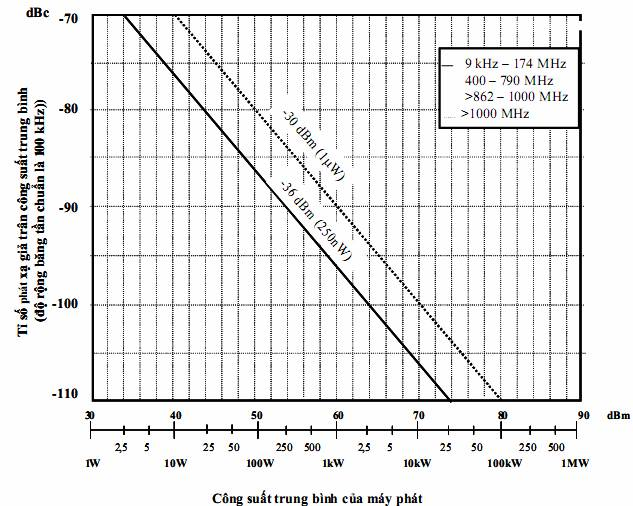 dBc
-70
-80
-90
-100
-110
Tỉ số phát xạ giả trên công suất trung bình
(độ rộng băng tần chuẩn là 100 kHz))
9 kHz – 174 MHz
400 – 790 MHz
>862 – 1000 MHz
>1000 MHz
-30 dBm (1µW)
-36 dBm (250nW)
30 40 50 60 70 80 90 dBm
2,5 5 25 50 250 500 2,5 5 25 50 250 500
1W 10W 100W 1kW 10kW 100kW 1MW
Công suất trung bình của máy phát